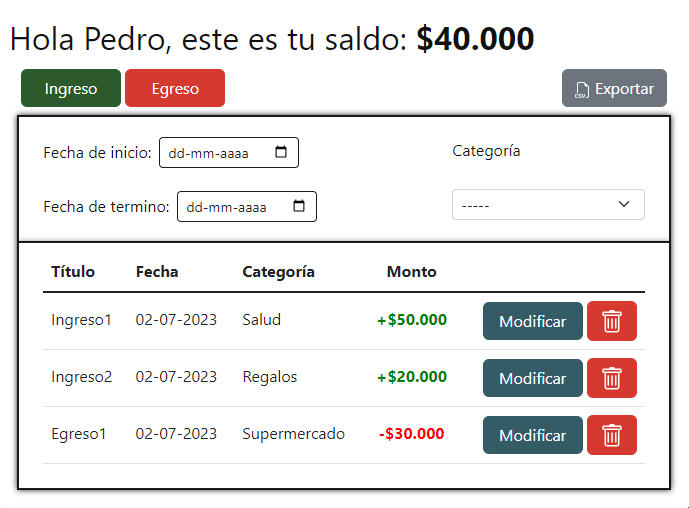 Hola Pedro, este es tu saldo: $40.000
Ingreso Egreso CSV Exportar
Fecha de inicio: dd-mm-aaaa Categoría
Fecha de termino: dd-mm-aaaa -----
Título Fecha Categoría Monto
Ingreso1 02-07-2023 Salud +$50.000 Modificar
Ingreso2 02-07-2023 Regalos +$20.000 Modificar
Egreso1 02-07-2023 Supermercado -$30.000 Modificar